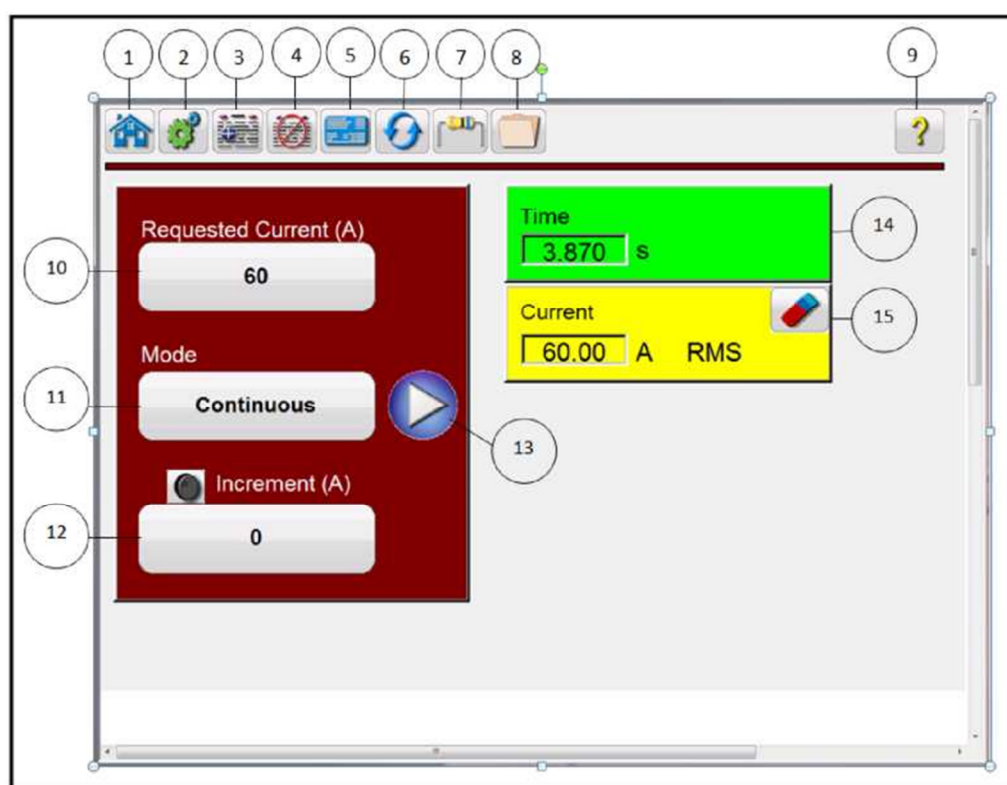 1 2 3 4 5 6 7 8 9
?
Requested Current (A)
10
60
Mode
11
Continuous
13
Increment (A)
12
0
Time
3.870 s
14
Current
60.00 A RMS
15